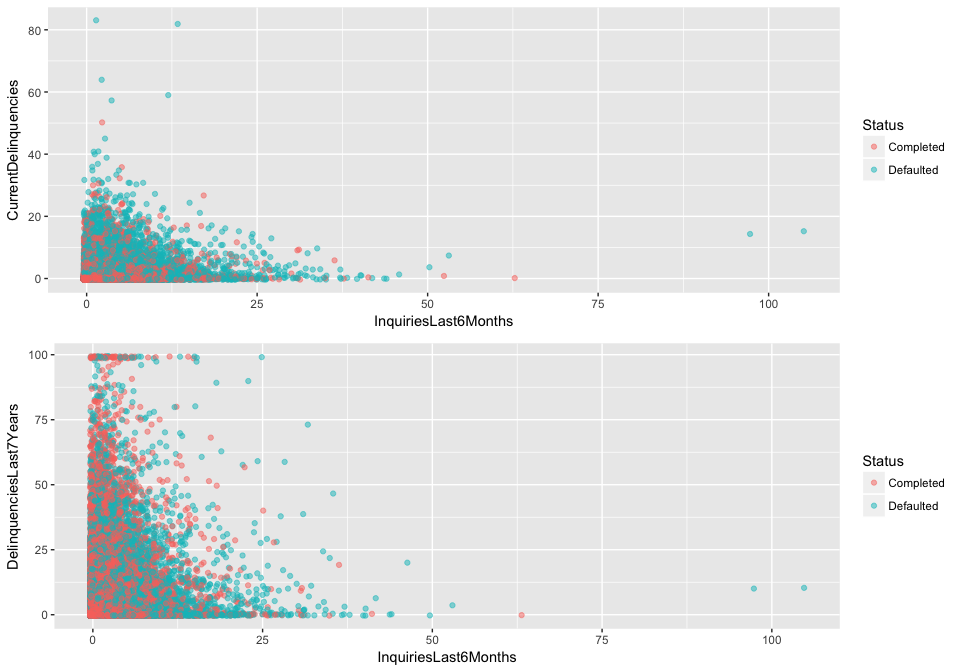 80
60
40
20
0
CurrentDelinquencies
0 25 50 75 100
InquiriesLast6Months
Status
Completed
Defaulted
100
75
50
25
0
DelinquenciesLast7Years
0 25 50 75 100
InquiriesLast6Months
Status
Completed
Defaulted